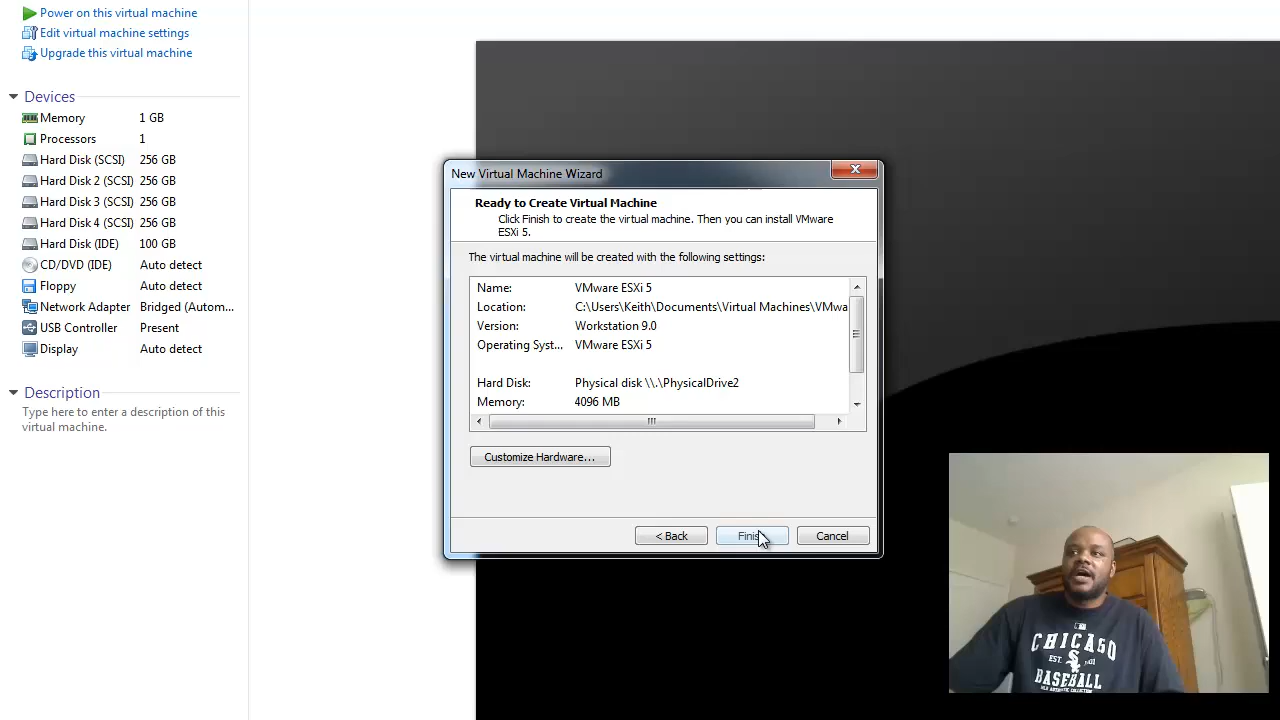 Power on this virtual machine
Edit virtual machine settings
Upgrade this virtual machine
Devices
Memory 1 GB
Processors 1
Hard Disk (SCSI) 256 GB
Hard Disk 2 (SCSI) 256 GB
Hard Disk 3 (SCSI) 256 GB
Hard Disk 4 (SCSI) 256 GB
Hard Disk (IDE) 100 GB
CD/DVD (IDE) Auto detect
Floppy Auto detect
Network Adapter Bridged (Autom...
USB Controller Present
Display Auto detect
Description
Type here to enter a description of this
virtual machine.
New Virtual Machine Wizard
Ready to Create Virtual Machine
Click Finish to create the virtual machine. Then you can install VMware
ESXi 5.
The virtual machine will be created with the following settings:
Name: VMware ESXi 5
Location: C:\Users\Keith\Documents\Virtual Machines\VMwa
Version: Workstation 9.0
Operating Syst... VMware ESXi 5
Hard Disk: Physical disk \\.\PhysicalDrive2
Memory: 4096 MB
Customize Hardware...
< Back
Finish
Cancel
CHICAGO
EST.
BASEBALL